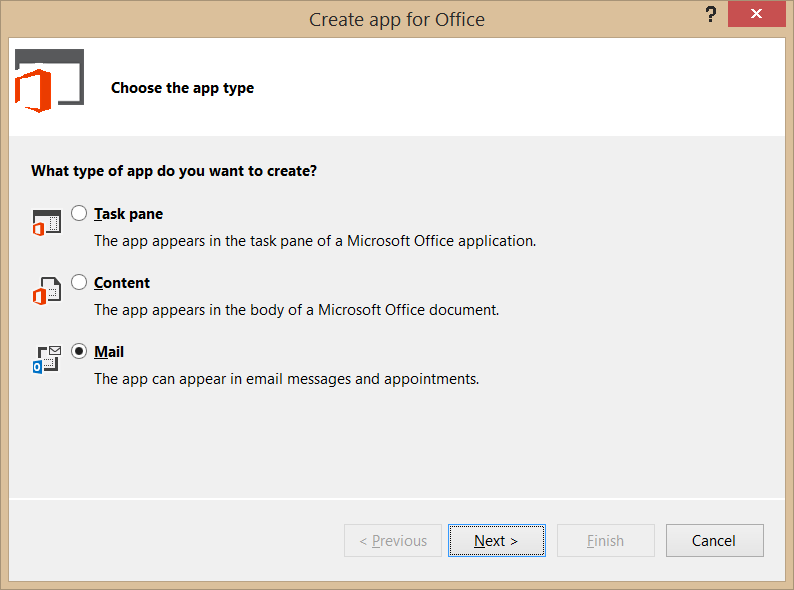 Create app for Office
?
Choose the app type
What type of app do you want to create?
Task pane
The app appears in the task pane of a Microsoft Office application.
Content
The app appears in the body of a Microsoft Office document.
Mail
The app can appear in email messages and appointments.
< Previous Next > Finish Cancel